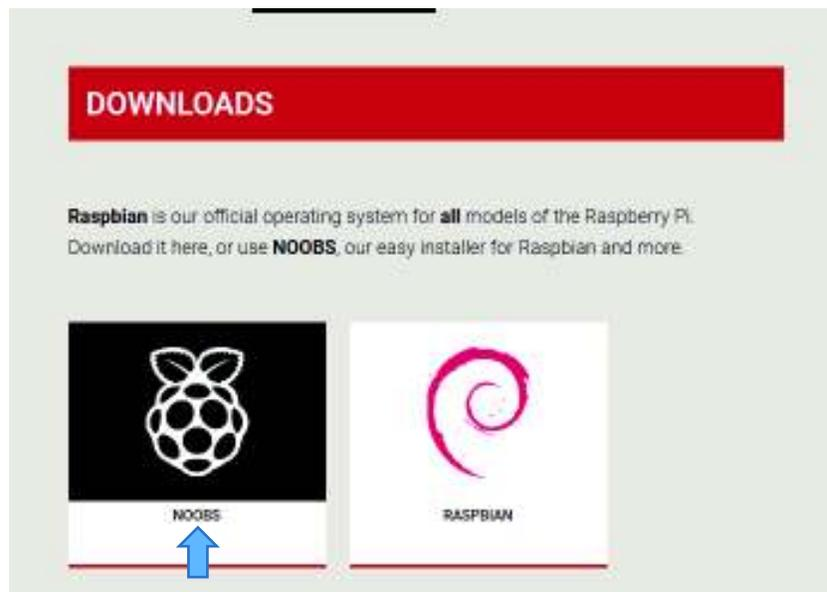 DOWNLOADS
Raspbian is our official operating system for all models of the Raspberry Pi.
Download it here, or use NOOBS, our easy installer for Raspbian and more.
NOOBS
RASPBIAN